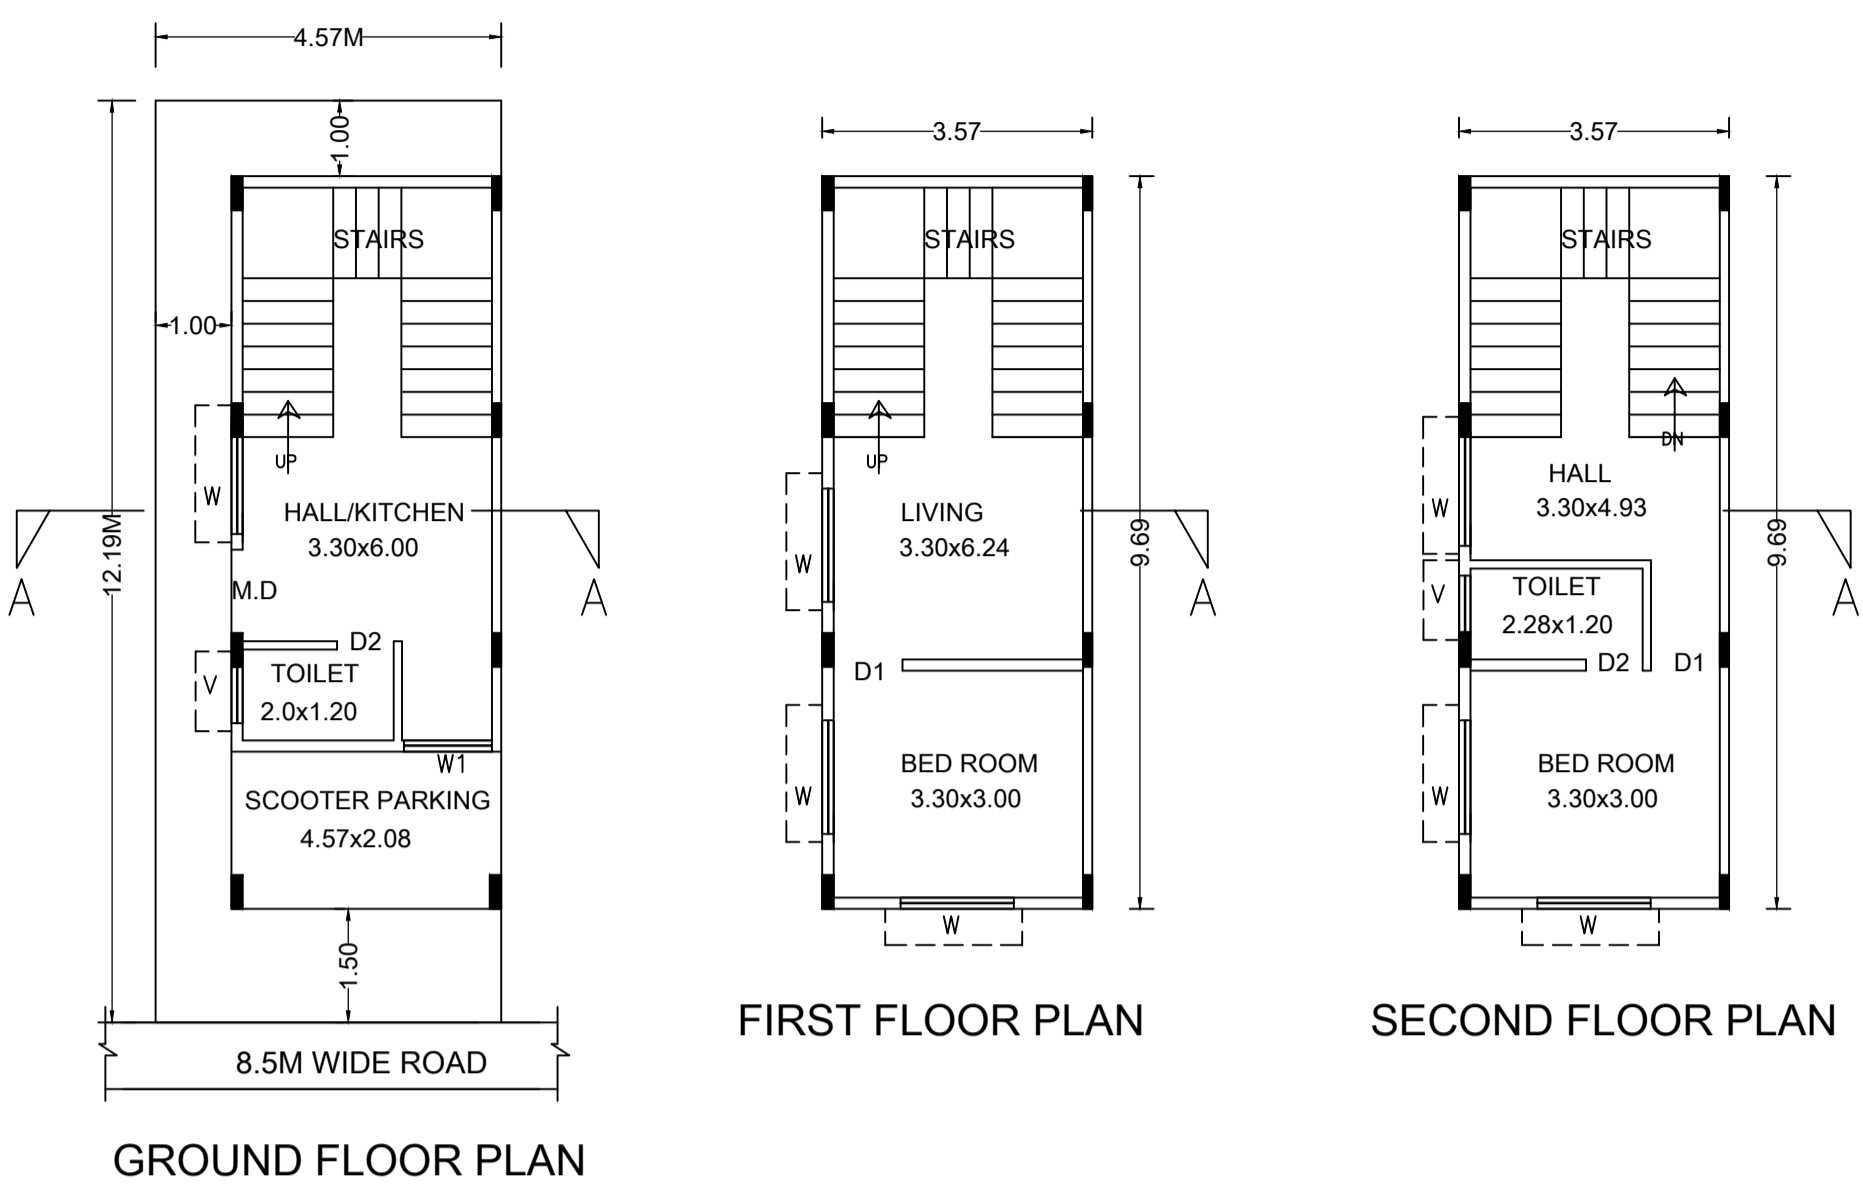 4.57M
1.00
STAIRS
1.00
UP
W
HALL/KITCHEN
3.30x6.00
12.19M
A
A
M.D
D2
TOILET
V
2.0x1.20
W1
SCOOTER PARKING
4.57x2.08
1.50
8.5M WIDE ROAD
GROUND FLOOR PLAN
3.57
STAIRS
UP
LIVING
3.30x6.24
W
9.69
A
D1
BED ROOM
3.30x3.00
W
W
FIRST FLOOR PLAN
3.57
STAIRS
DN
HALL
3.30x4.93
W
9.69
A
TOILET
V
2.28x1.20
D2
D1
BED ROOM
3.30x3.00
W
W
SECOND FLOOR PLAN